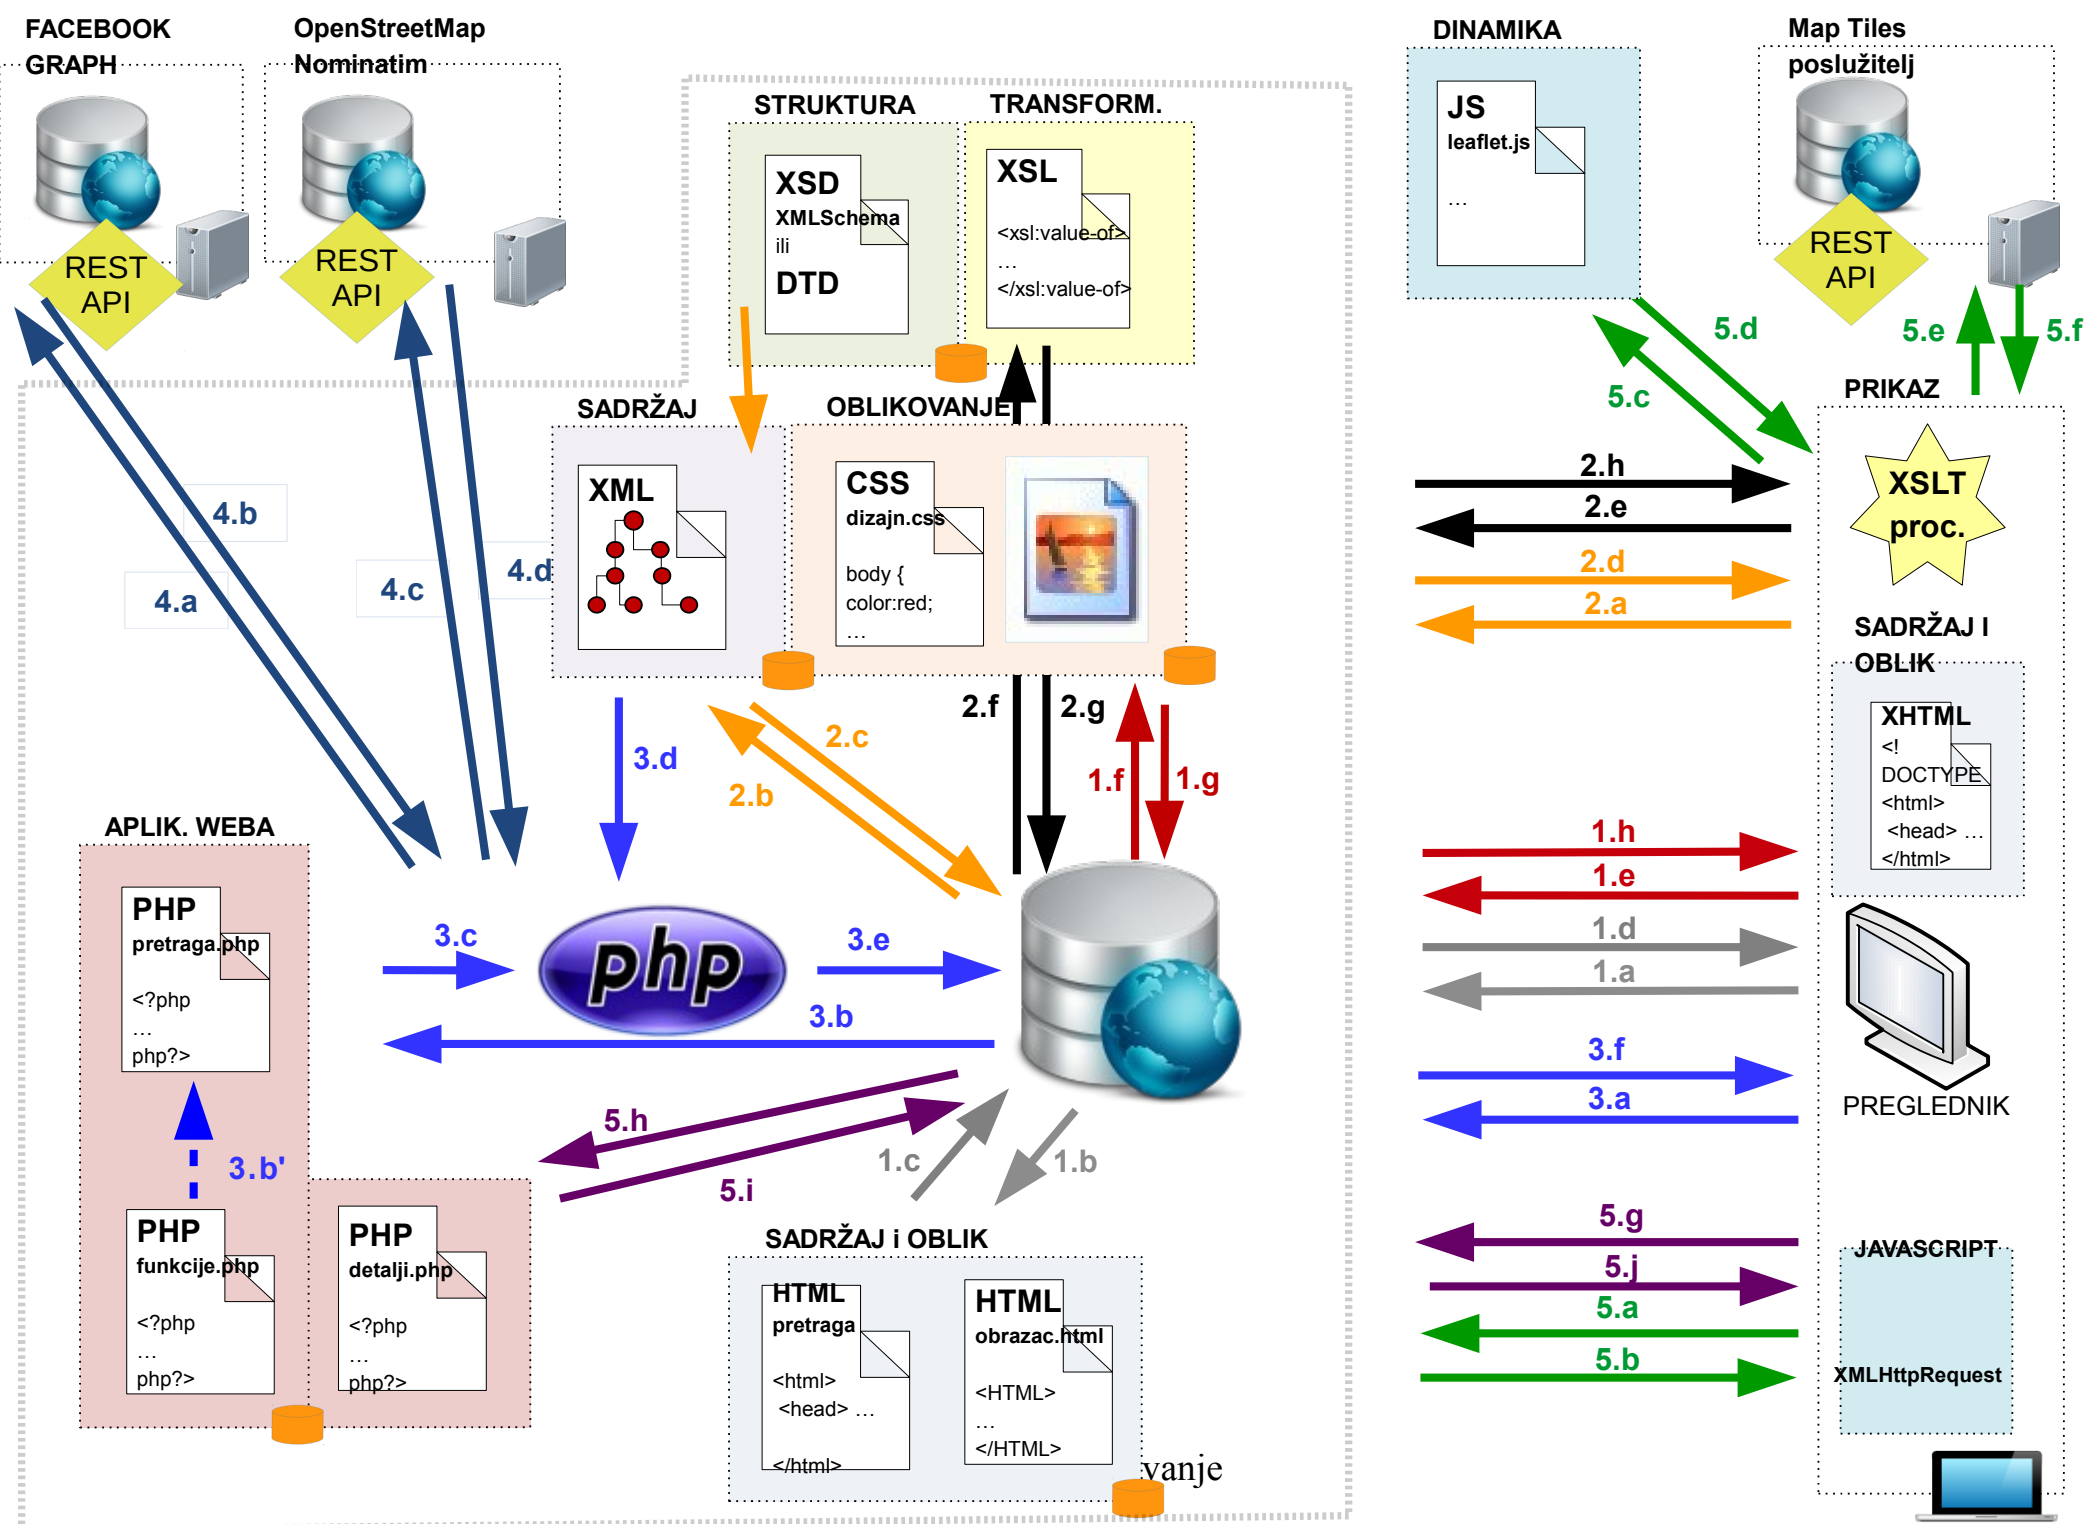 FACEBOOK
GRAPH
REST
API
OpenStreetMap
Nominatim
REST
API
STRUKTURA
XSD
XMLSchema
ili
DTD
TRANSFORM.
XSL
<xsl:value-of>
…
</xsl:value-of>
DINAMIKA
JS
leaflet.js
…
Map Tiles
poslužitelj
REST
API
5.e
5.f
5.d
5.c
SADRŽAJ
XML
OBLIKOVANJE
CSS
dizajn.css
body {
color:red;
…
4.b
4.a
4.c
4.d
2.f
2.g
2.c
2.b
3.d
1.f
1.g
PRIKAZ
XSLT
proc.
2.h
2.e
2.d
2.a
SADRŽAJ I
OBLIK
XHTML
<!
DOCTYPE
<html>
<head> …
</html>
1.h
1.e
1.d
1.a
3.f
3.a
PREGLEDNIK
APLIK. WEBA
PHP
pretraga.php
<?php
…
php?>
3.c
php
3.e
3.b
3.b'
PHP
funkcije.php
<?php
…
php?>
PHP
detalji.php
<?php
…
php?>
5.h
5.i
1.c
1.b
SADRŽAJ i OBLIK
HTML
pretraga
<html>
<head> …
</html>
HTML
obrazac.html
<HTML>
…
</HTML>
vanje
5.g
5.j
5.a
5.b
JAVASCRIPT
XMLHttpRequest